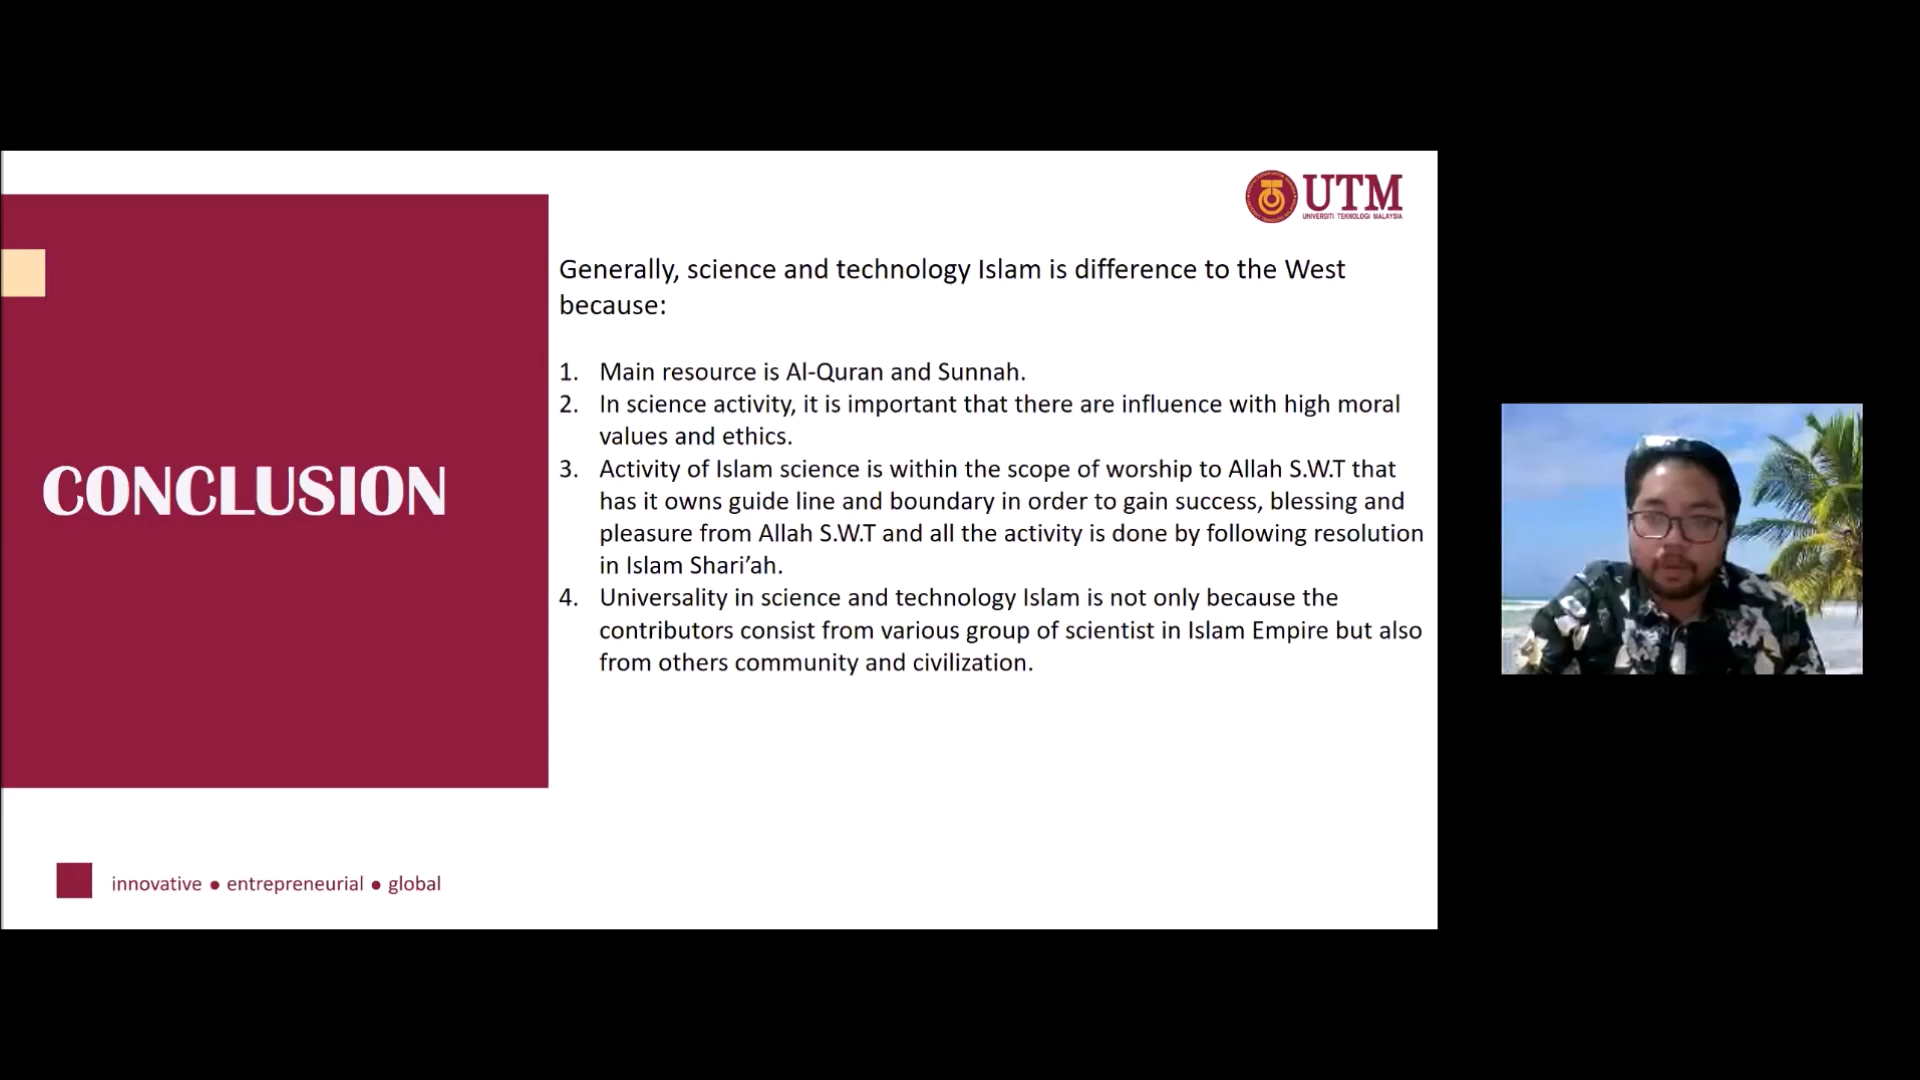 UTM
UNIVERSITI TEKNOLOGI MALAYSIA
Generally, science and technology Islam is difference to the West
because:
1. Main resource is Al-Quran and Sunnah.
2. In science activity, it is important that there are influence with high moral
values and ethics.
3. Activity of Islam science is within the scope of worship to Allah S.W.T that
has it owns guide line and boundary in order to gain success, blessing and
pleasure from Allah S.W.T and all the activity is done by following resolution
in Islam Shari’ah.
4. Universality in science and technology Islam is not only because the
contributors consist from various group of scientist in Islam Empire but also
from others community and civilization.
CONCLUSION
innovative ● entrepreneurial ● global